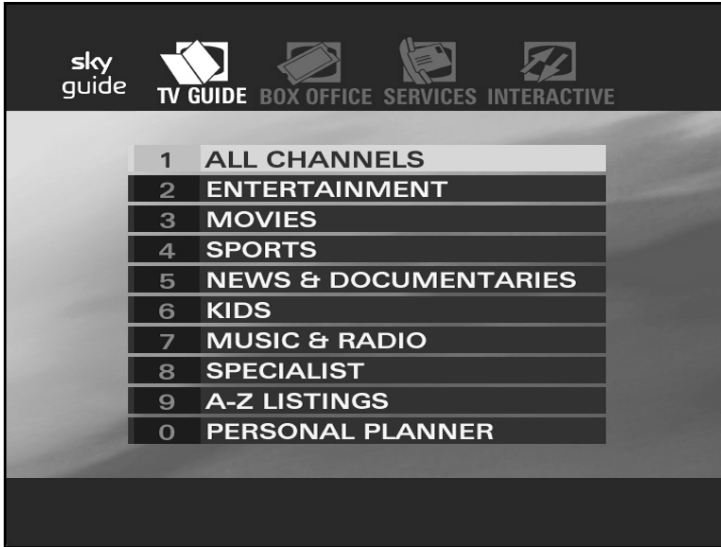 sky
guide
TV GUIDE BOX OFFICE SERVICES INTERACTIVE
1 ALL CHANNELS
2 ENTERTAINMENT
3 MOVIES
4 SPORTS
5 NEWS & DOCUMENTARIES
6 KIDS
7 MUSIC & RADIO
8 SPECIALIST
9 A-Z LISTINGS
0 PERSONAL PLANNER